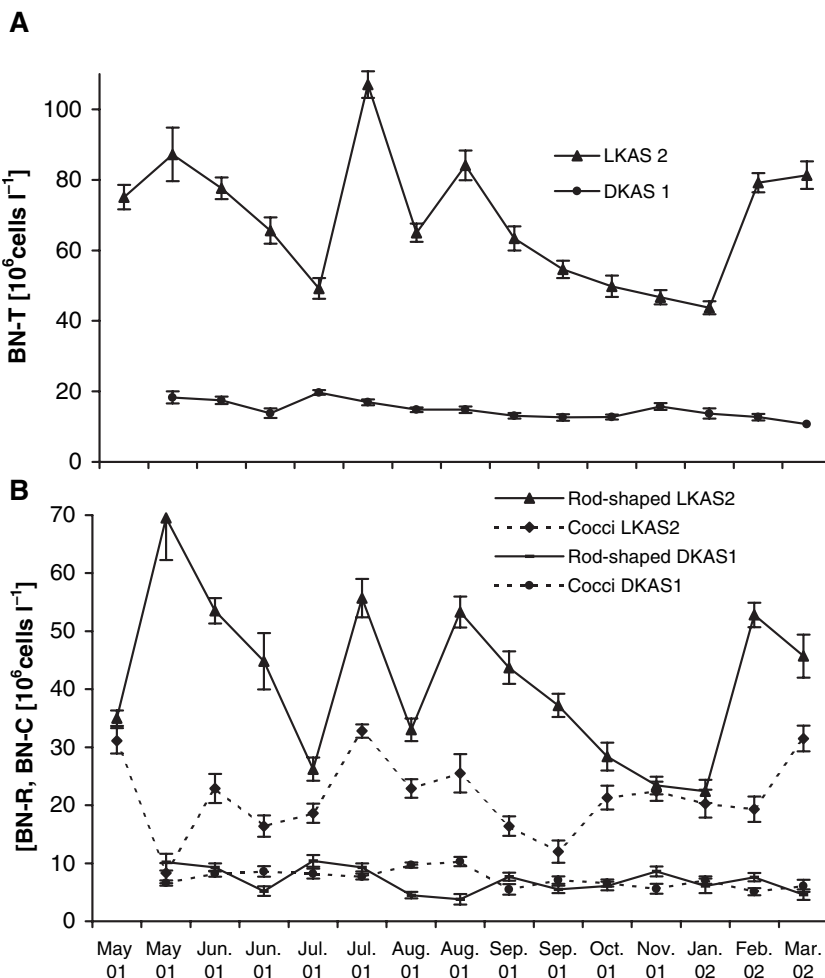 A
BN-T [10⁶cells l⁻¹]
100
80
60
40
20
0
LKAS 2
DKAS 1
B
[BN-R, BN-C [10⁶cells l⁻¹]
70
60
50
40
30
20
10
0
Rod-shaped LKAS2
Cocci LKAS2
Rod-shaped DKAS1
Cocci DKAS1
May May Jun. Jun. Jul. Jul. Aug. Aug. Sep. Sep. Oct. Nov. Jan. Feb. Mar.
01 01 01 01 01 01 01 01 01 01 01 01 02 02 02